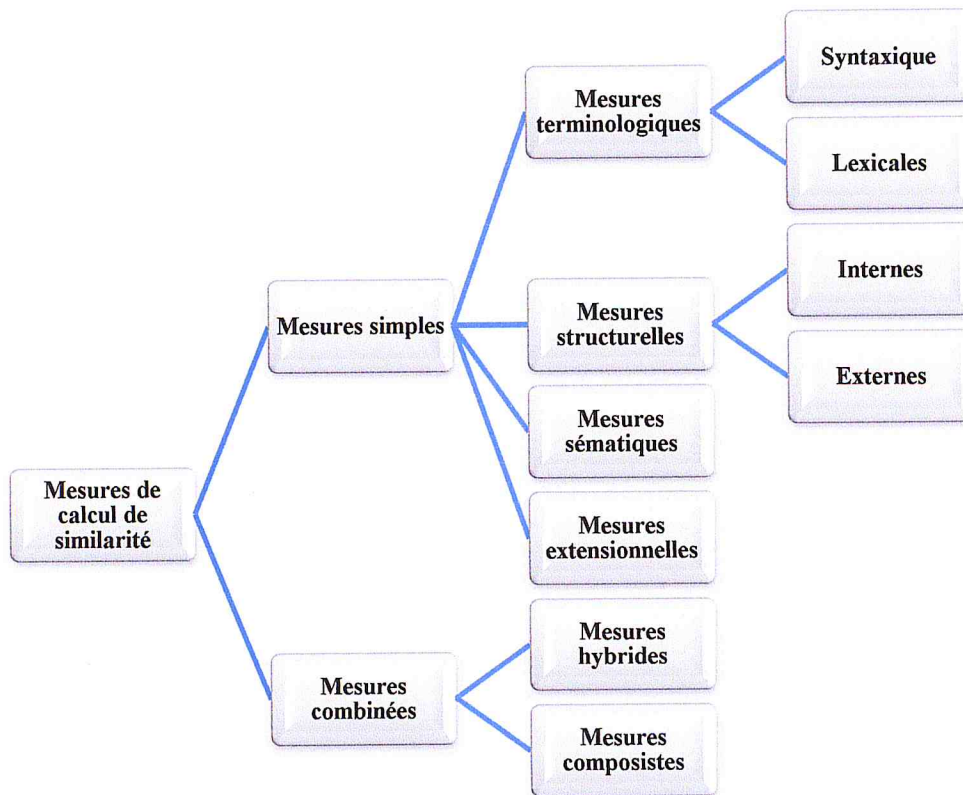 Syntaxique
Mesures
terminologiques
Lexicales
Internes
Mesures simples
Mesures
structurelles
Externes
Mesures
sématiques
Mesures de
calcul de
similarité
Mesures
extensionnelles
Mesures
hybrides
Mesures
combinées
Mesures
composistes